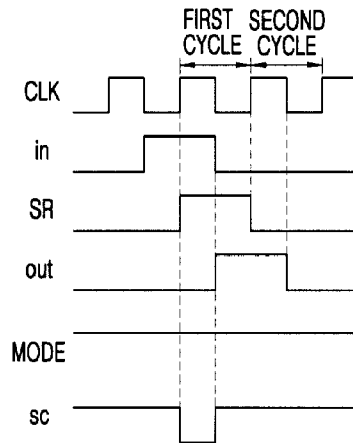 FIRST SECOND
CYCLE CYCLE
CLK
in
SR
out
MODE
sc